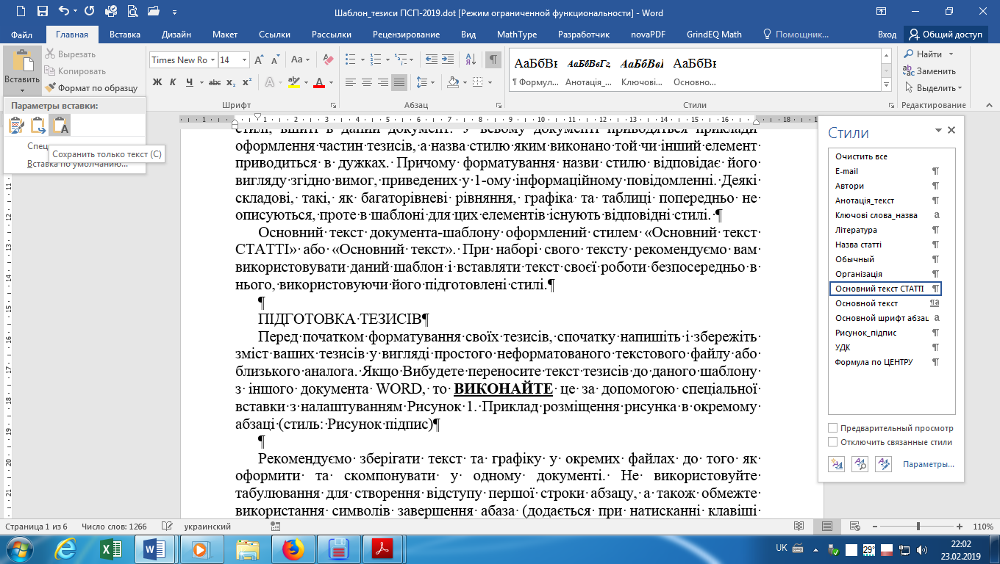 Шаблон_тезиси ПСП-2019.dot [Режим ограниченной функциональности] - Word
Файл Главная Вставка Дизайн Макет Ссылки Рассылки Рецензирование Вид MathType Разработчик novaPDF GrindEQ Math Помощник... Вход Общий доступ
Вставить
Вырезать
Копировать
Формат по образцу
Times New Ro 14
Ж К Ч abc x₂ x²
Шрифт
Абзац
АаБбВі АаБбВвГг, АаБбВвІ АаБбВі
¶ Формул... Анотація_... Ключові... Основно...
Стили
Найти
Заменить
Выделить
Редактирование
Параметры вставки:
Спец
Сохранить только текст (С)
Вставка по умолчанию...
стилі, вшиті в даний документ. У всьому документі приводяться приклади
оформлення частин тезисів, а назва стилю яким виконано той чи інший елемент
приводиться в дужках. Причому форматування назви стилю відповідає його
вигляду згідно вимог, приведених у 1-ому інформаційному повідомленні. Деякі
складові, такі, як багаторівневі рівняння, графіка та таблиці попередньо не
описуються, проте в шаблоні для цих елементів існують відповідні стилі. ¶
Основний текст документа-шаблону оформлений стилем «Основний текст
СТАТТІ» або «Основний текст». При наборі свого тексту рекомендуємо вам
використовувати даний шаблон і вставляти текст своєї роботи безпосередньо в
нього, використовуючи його підготовлені стилі.¶
¶
ПІДГОТОВКА ТЕЗИСІВ¶
Перед початком форматування своїх тезисів, спочатку напишіть і збережіть
зміст ваших тезисів у вигляді простого неформатованого текстового файлу або
близького аналога. Якщо Вибудете переносите текст тезисів до даного шаблону
з іншого документа WORD, то ВИКОНАЙТЕ це за допомогою спеціальної
вставки з налаштуванням Рисунок 1. Приклад розміщення рисунка в окремому
абзаці (стиль: Рисунок підпис)¶
¶
Рекомендуємо зберігати текст та графіку у окремих файлах до того як
оформити та скомпонувати у одному документі. Не використовуйте
табулювання для створення відступу першої строки абзацу, а також обмежте
використання символів завершення абаза (додається при натисканні клавіші
Стили
Очистить все
E-mail ¶
Автори ¶
Анотація_текст ¶
Ключові слова_назва a
Література ¶
Назва статті ¶
Обычный ¶
Організація ¶
Основний текст СТАТТІ ¶
Основной текст ¶a
Основной шрифт абзац a
Рисунок_підпис ¶
УДК ¶
Формула по ЦЕНТРУ ¶
Предварительный просмотр
Отключить связанные стили
Параметры...
Страница 1 из 6 Число слов: 1266 украинский 110%
UK 29° 22:02
23.02.2019